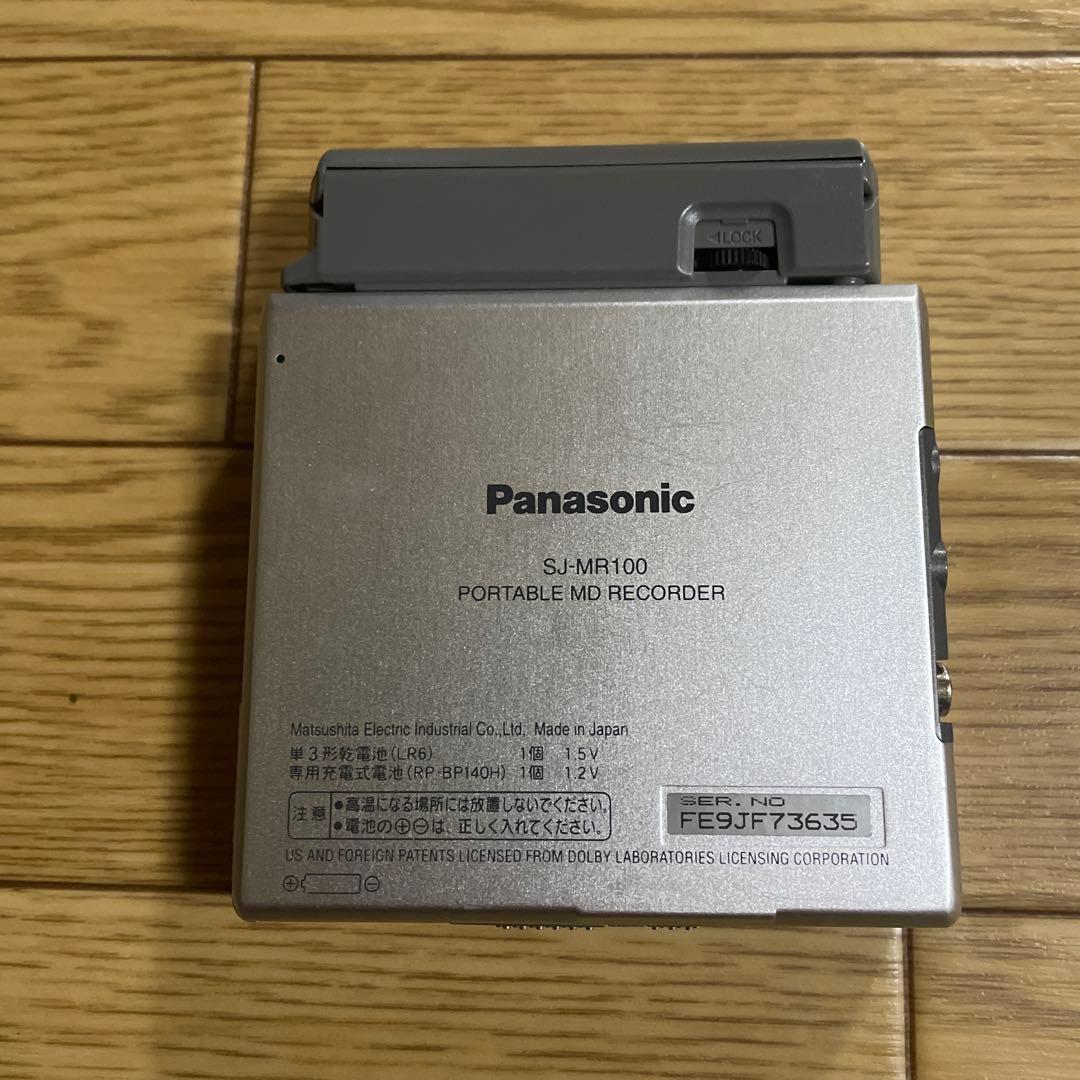 ◁LOCK
Panasonic
SJ-MR100
PORTABLE MD RECORDER
Matsushita Electric Industrial Co.,Ltd. Made in Japan
単3形乾電池(LR6) 1個 1.5V
専用充電式電池(RP-BP140H) 1個 1.2V
注意
●高温になる場所には放置しないでください。
●電池の⊕⊖は、正しく入れてください。
SER. NO
FE9JF73635
US AND FOREIGN PATENTS LICENSED FROM DOLBY LABORATORIES LICENSING CORPORATION
⊕ ⊖